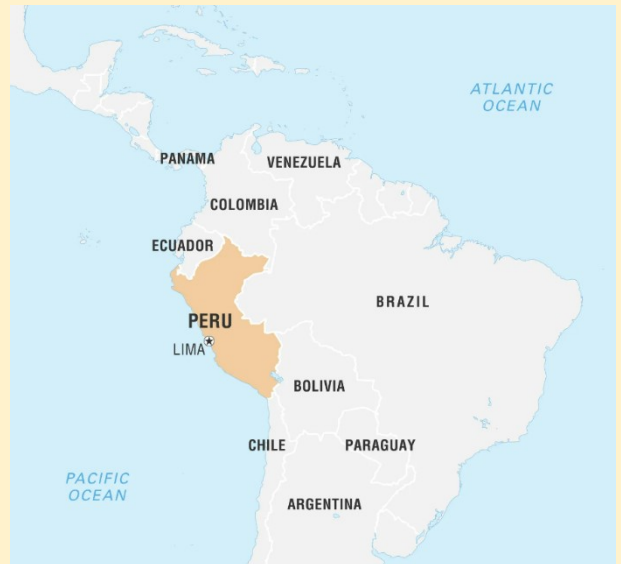 ATLANTIC
OCEAN
PANAMA
VENEZUELA
COLOMBIA
ECUADOR
BRAZIL
PERU
LIMA
BOLIVIA
CHILE
PARAGUAY
PACIFIC
OCEAN
ARGENTINA